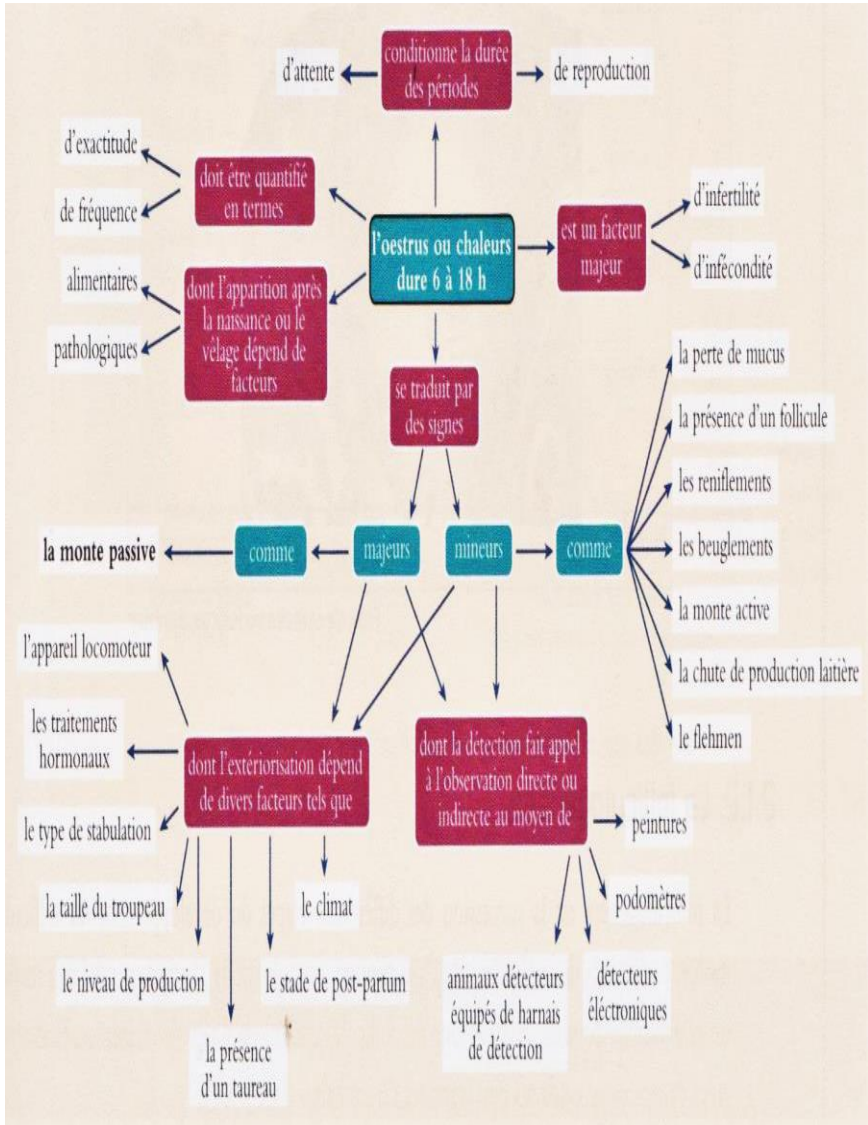 conditionne la durée
des périodes
d'attente
de reproduction
d'exactitude
de fréquence
doit être quantifié
en termes
l'oestrus ou chaleurs
dure 6 à 18 h
est un facteur
majeur
d'infertilité
d'infécondité
alimentaires
pathologiques
dont l'apparition après
la naissance ou le
vêlage dépend de
facteurs
se traduit par
des signes
la perte de mucus
la présence d'un follicule
les reniflements
les beuglements
la monte active
la chute de production laitière
le flehmen
la monte passive
comme
majeurs
mineurs
comme
l'appareil locomoteur
les traitements
hormonaux
le type de stabulation
la taille du troupeau
le niveau de production
la présence
d'un taureau
le stade de post-partum
le climat
dont l'extériorisation dépend
de divers facteurs tels que
dont la détection fait appel
à l'observation directe ou
indirecte au moyen de
peintures
podomètres
détecteurs
éléctroniques
animaux détecteurs
équipés de harnais
de détection